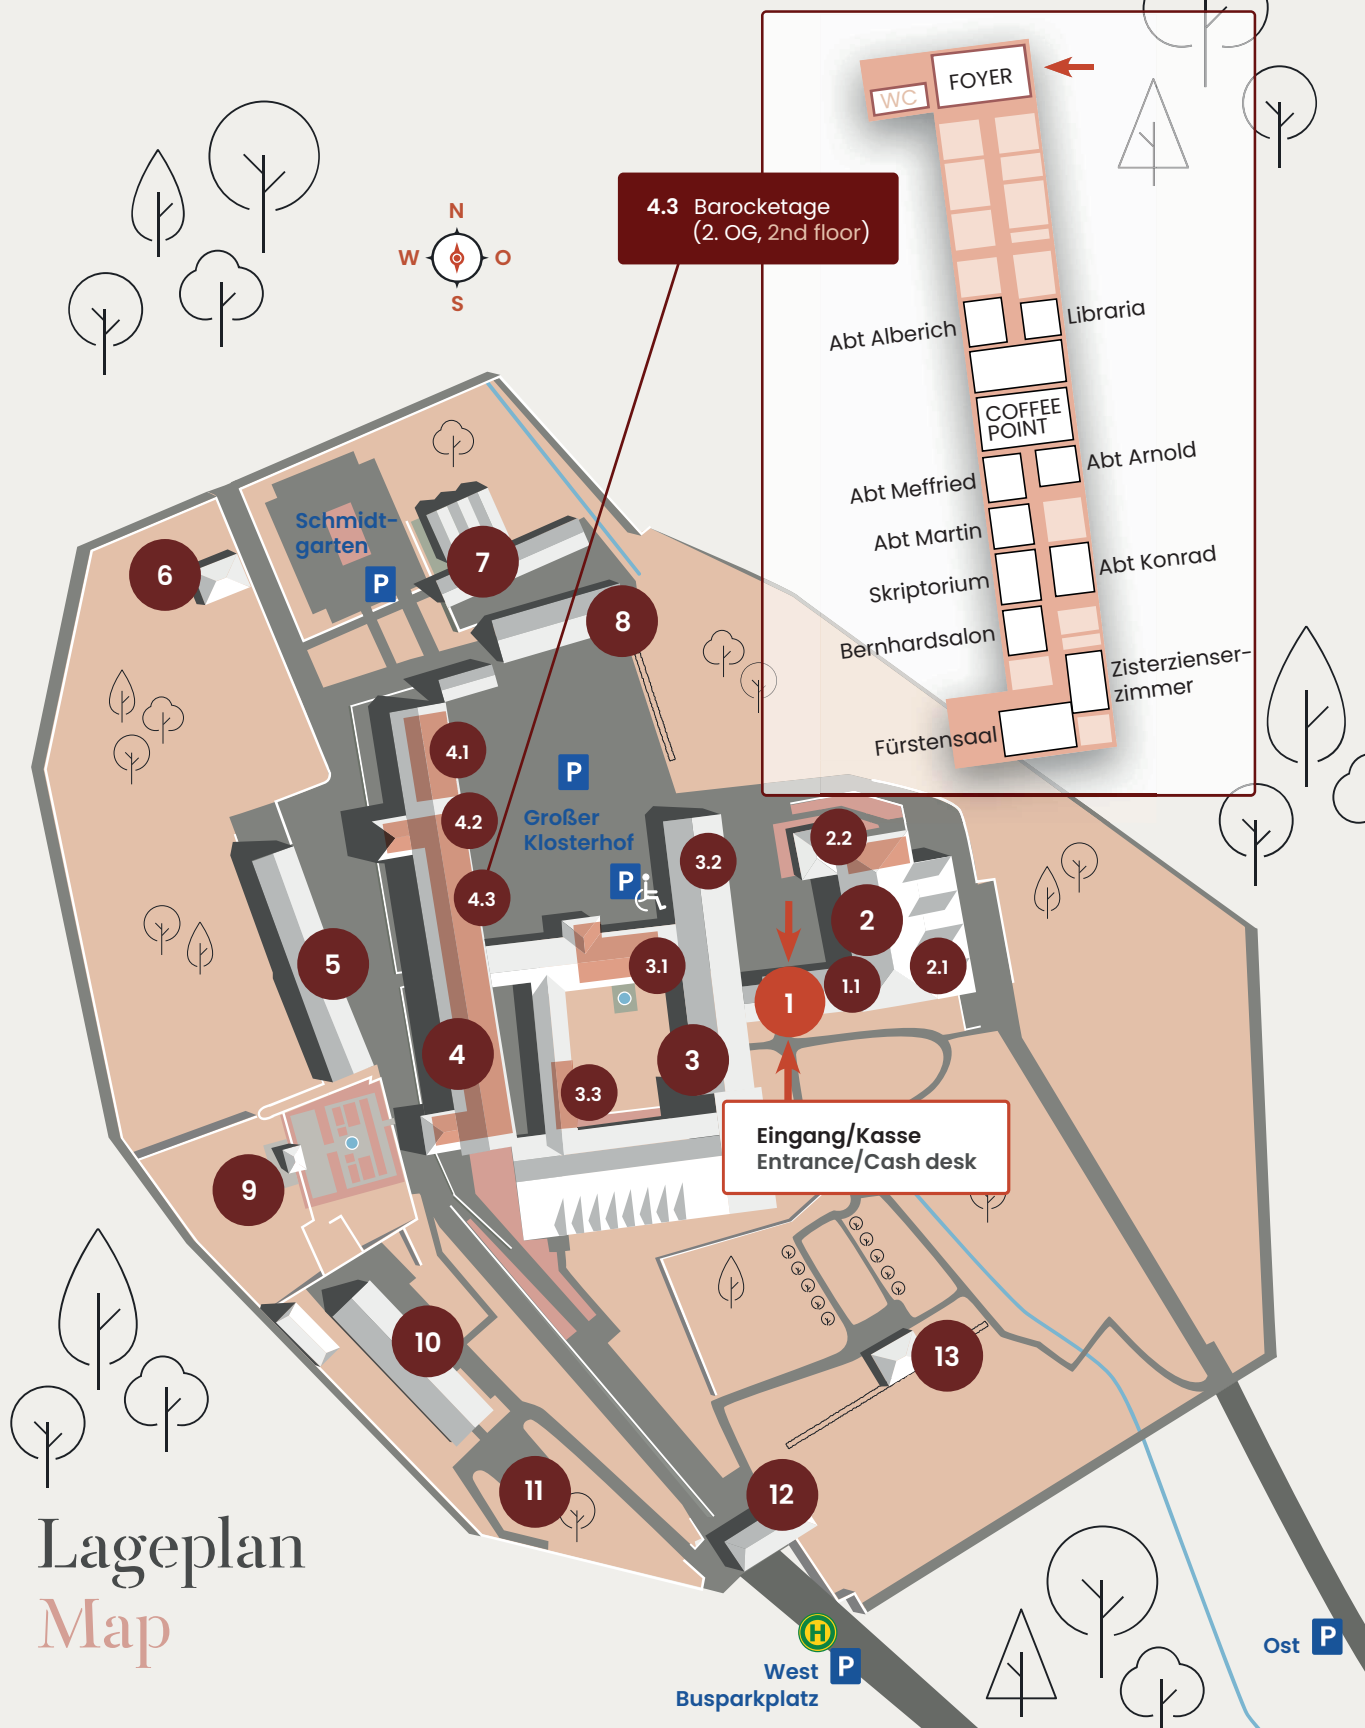 FOYER
WC
4.3 Barocketage
(2. OG, 2nd floor)
N
W
O
S
Abt Alberich
Libraria
COFFEE
POINT
Abt Meffried
Abt Arnold
Abt Martin
Abt Konrad
Skriptorium
Bernhardsalon
Zisterzienser-
zimmer
Fürstensaal
Schmidt-
garten
P
6
7
8
4.1
4.2
4.3
P
Großer
Klosterhof
P
3.2
2.2
2
2.1
1.1
1
3.1
3.3
3
4
5
Eingang/Kasse
Entrance/Cash desk
9
10
11
12
13
Lageplan
Map
H
West
Busparkplatz
P
Ost
P